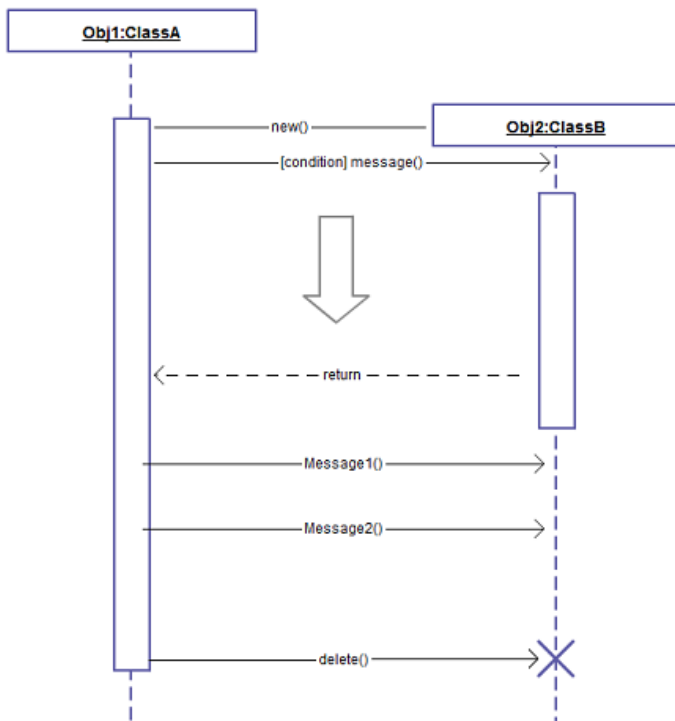 Obj1:ClassA
new()
Obj2:ClassB
[condition] message()
return
Message1()
Message2()
delete()